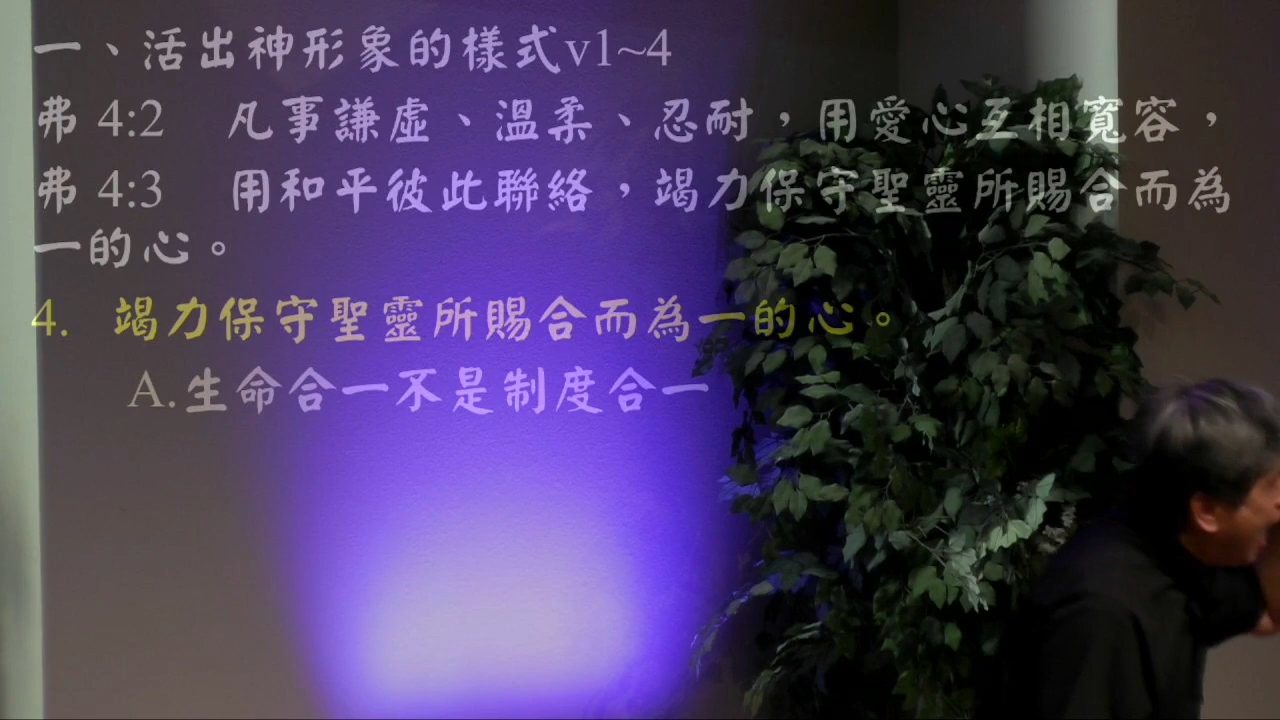 一、活出神形象的樣式v1~4
弗 4:2 凡事謙虛、溫柔、忍耐，用愛心互相寬容，
弗 4:3 用和平彼此聯絡，竭力保守聖靈所賜合而為
一的心。
4. 竭力保守聖靈所賜合而為一的心。
A.生命合一不是制度合一